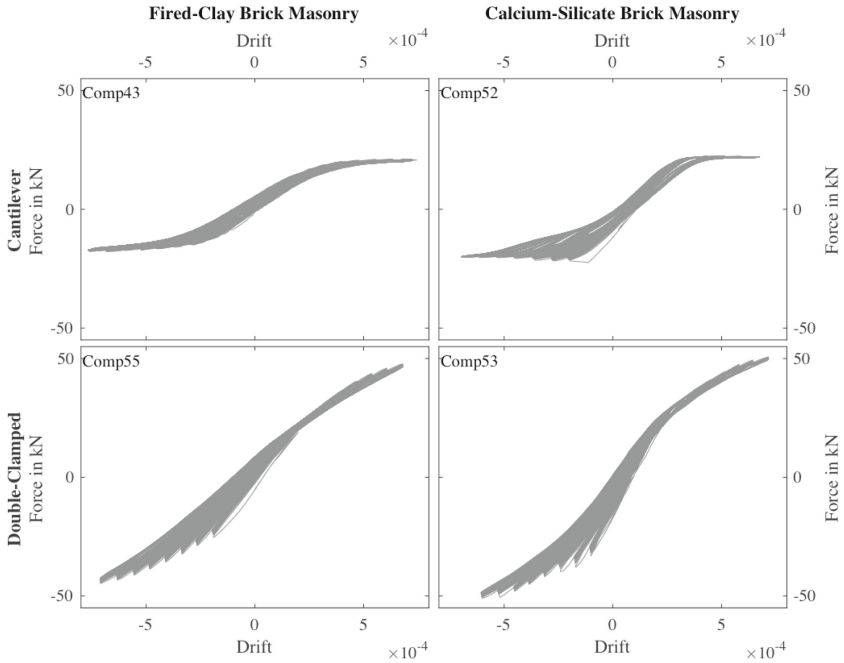 Fired-Clay Brick Masonry
Calcium-Silicate Brick Masonry
Drift
Drift
×10-4
×10-4
-5
0
5
-5
0
5
Comp43
Comp52
50
0
-50
50
0
-50
Cantilever
Force in kN
Force in kN
Comp55
Comp53
50
0
-50
50
0
-50
Double-Clamped
Force in kN
Force in kN
-5
0
5
-5
0
5
Drift
Drift
×10-4
×10-4